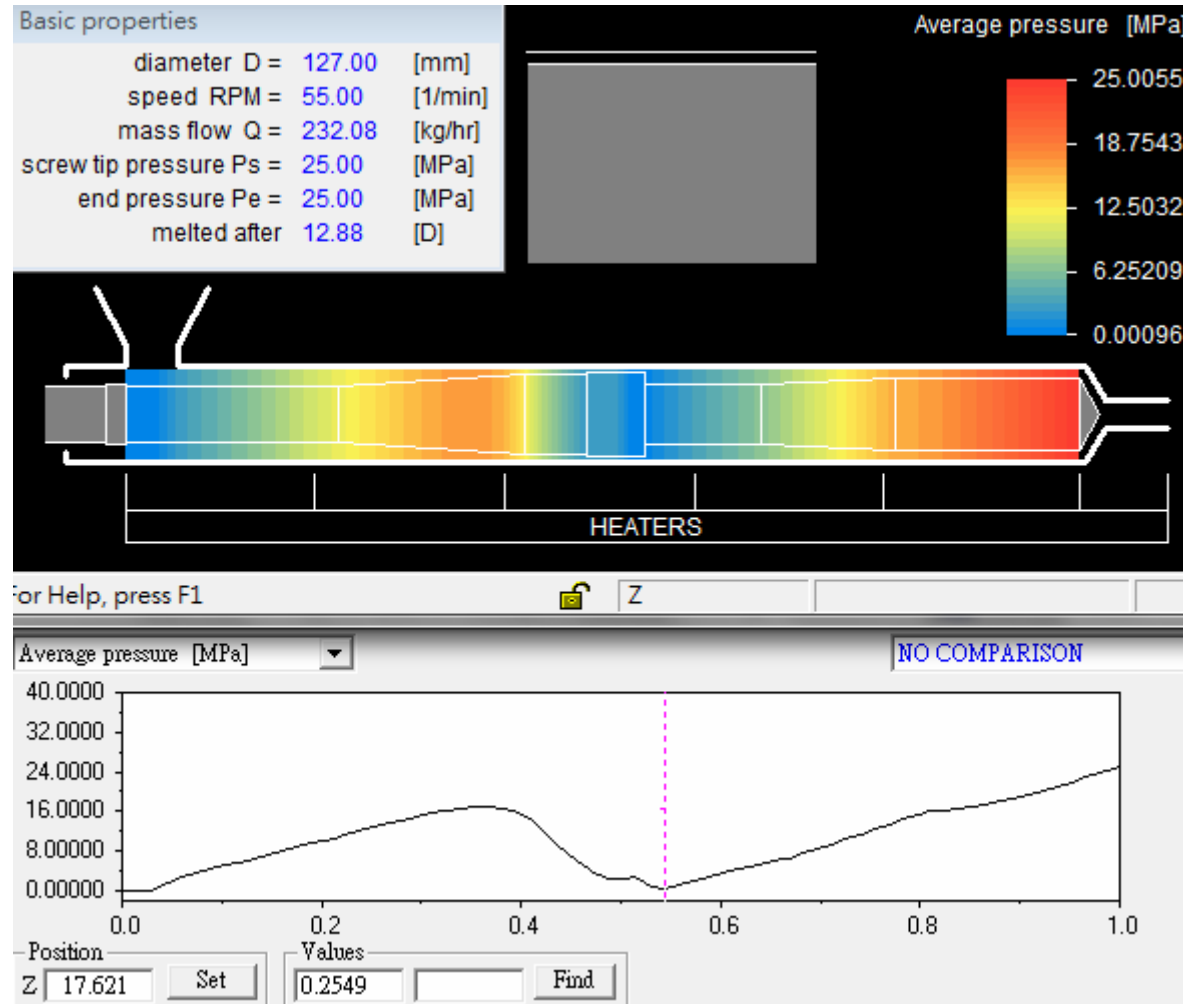 Basic properties
diameter D = 127.00 [mm]
speed RPM = 55.00 [1/min]
mass flow Q = 232.08 [kg/hr]
screw tip pressure Ps = 25.00 [MPa]
end pressure Pe = 25.00 [MPa]
melted after 12.88 [D]
Average pressure [MPa]
25.0055
18.7543
12.5032
6.25209
0.00096
HEATERS
For Help, press F1
Z
Average pressure [MPa]
NO COMPARISON
40.0000
32.0000
24.0000
16.0000
8.00000
0.00000
0.0 0.2 0.4 0.6 0.8 1.0
Position
Z 17.621 Set
Values
0.2549 Find